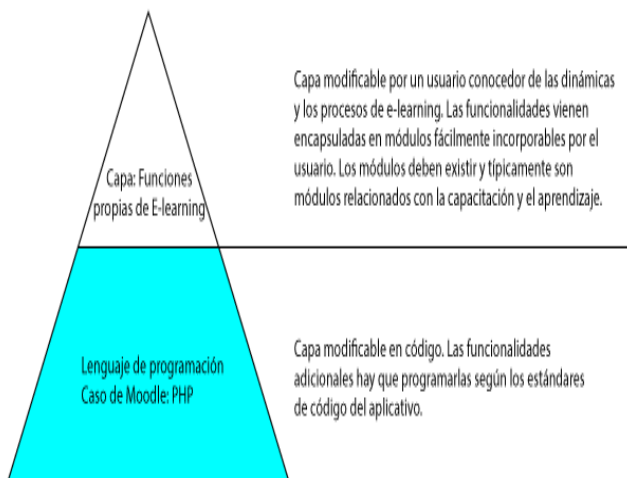 Capa modificable por un usuario conocedor de las dinámicas
y los procesos de e-learning. Las funcionalidades vienen
encapsuladas en módulos fácilmente incorporables por el
usuario. Los módulos deben existir y típicamente son
módulos relacionados con la capacitación y el aprendizaje.
Capa: Funciones
propias de E-learning
Lenguaje de programación
Caso de Moodle: PHP
Capa modificable en código. Las funcionalidades
adicionales hay que programarlas según los estándares
de código del aplicativo.